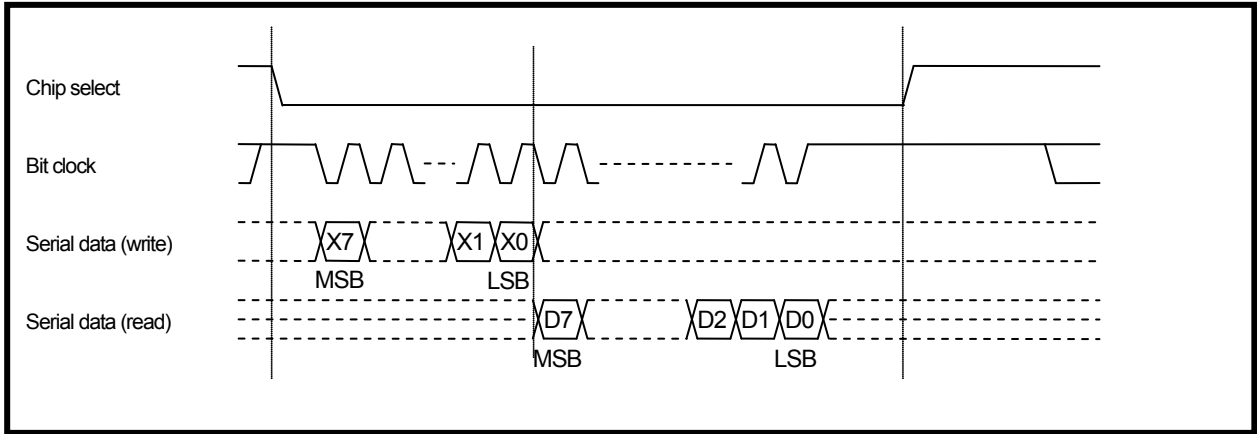 Chip select
Bit clock
Serial data (write)
X7
X1
X0
MSB
LSB
Serial data (read)
D7
D2
D1
D0
MSB
LSB